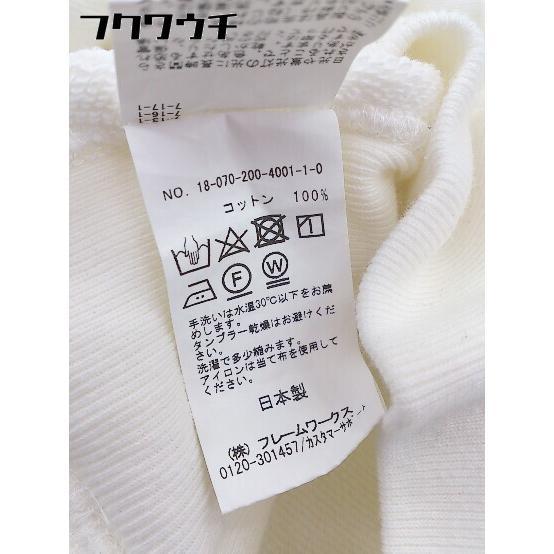 フクワウチ
NO. 18-070-200-4001-1-0
コットン 100%
F W
手洗いは水温30℃以下をお薦
めします。
タンブラー乾燥はお避けくだ
さい。
洗濯で多少縮みます。
アイロンは当て布を使用して
ください。
日本製
(株) フレームワークス
0120-301457/カスタマーサポート